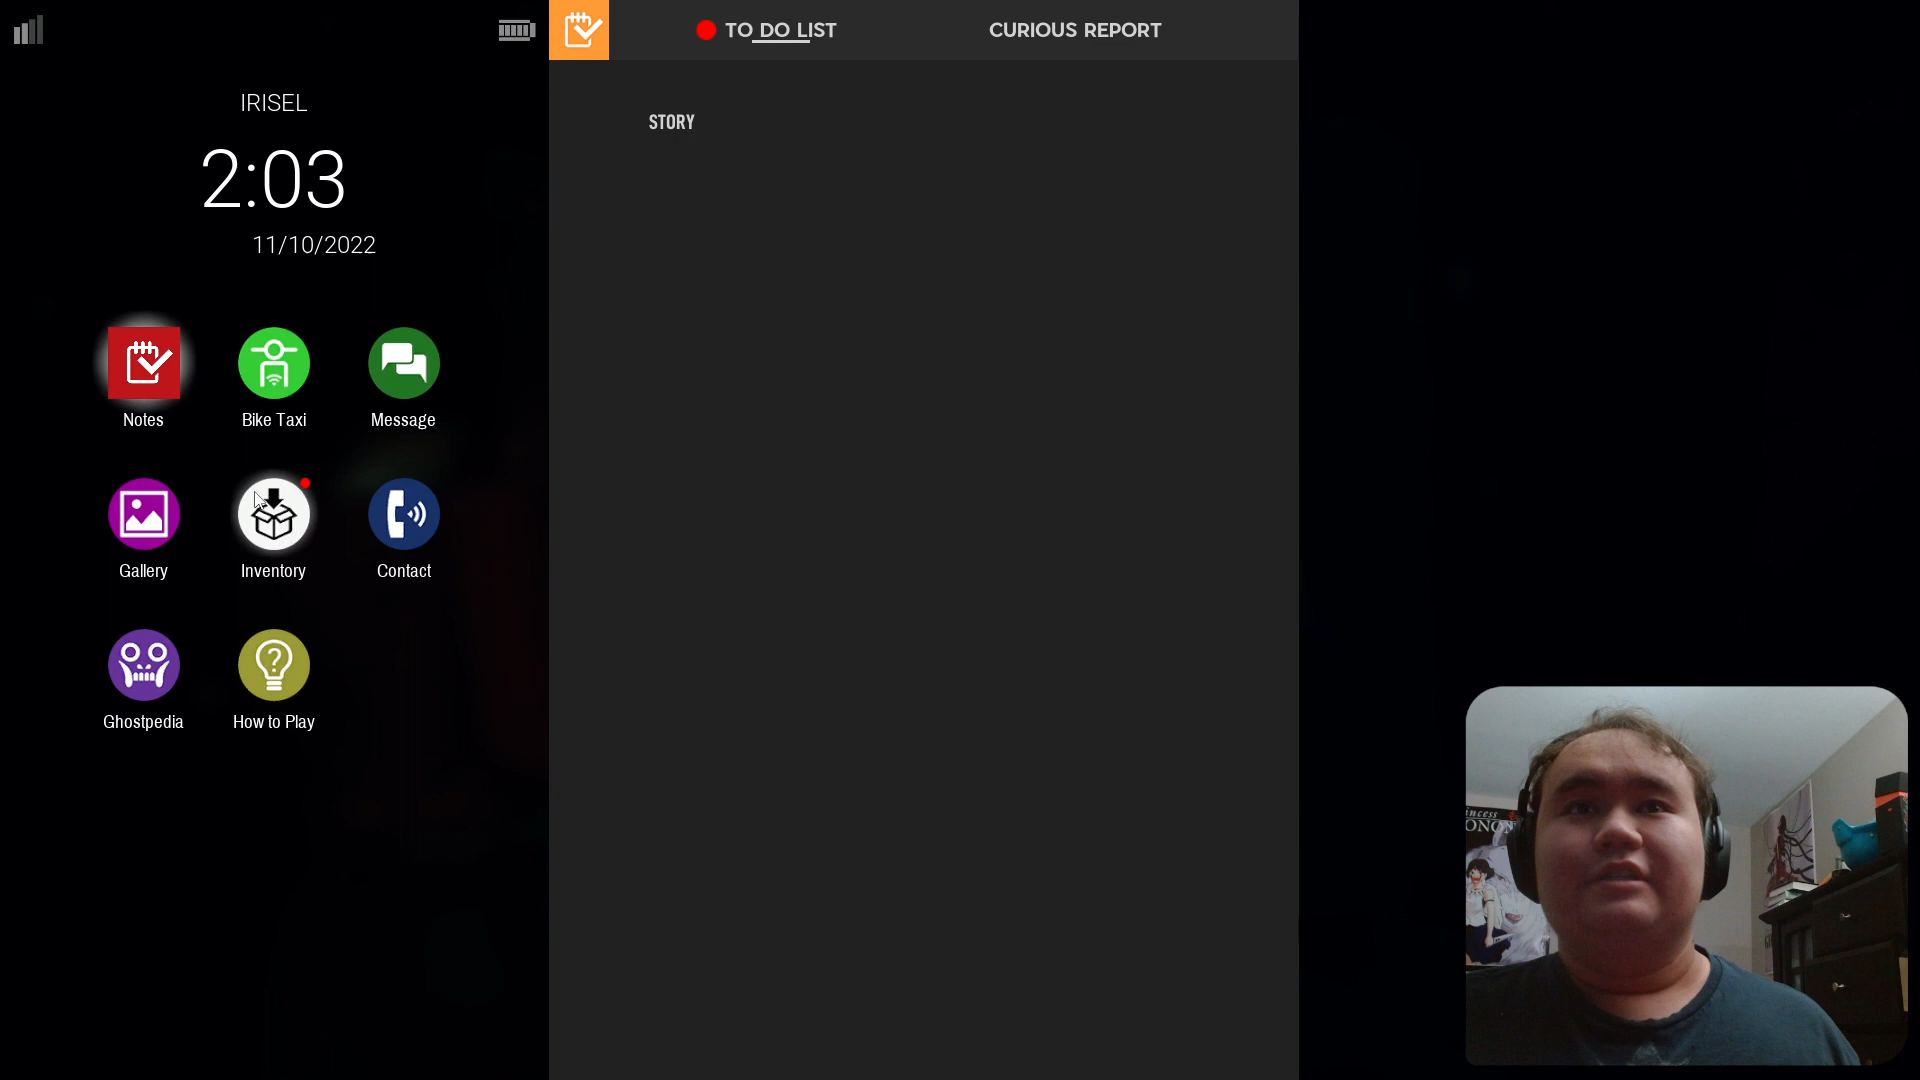 IRISEL
2:03
11/10/2022
Notes
Bike Taxi
Message
Gallery
Inventory
Contact
Ghostpedia
How to Play
TO DO LIST
CURIOUS REPORT
STORY
?